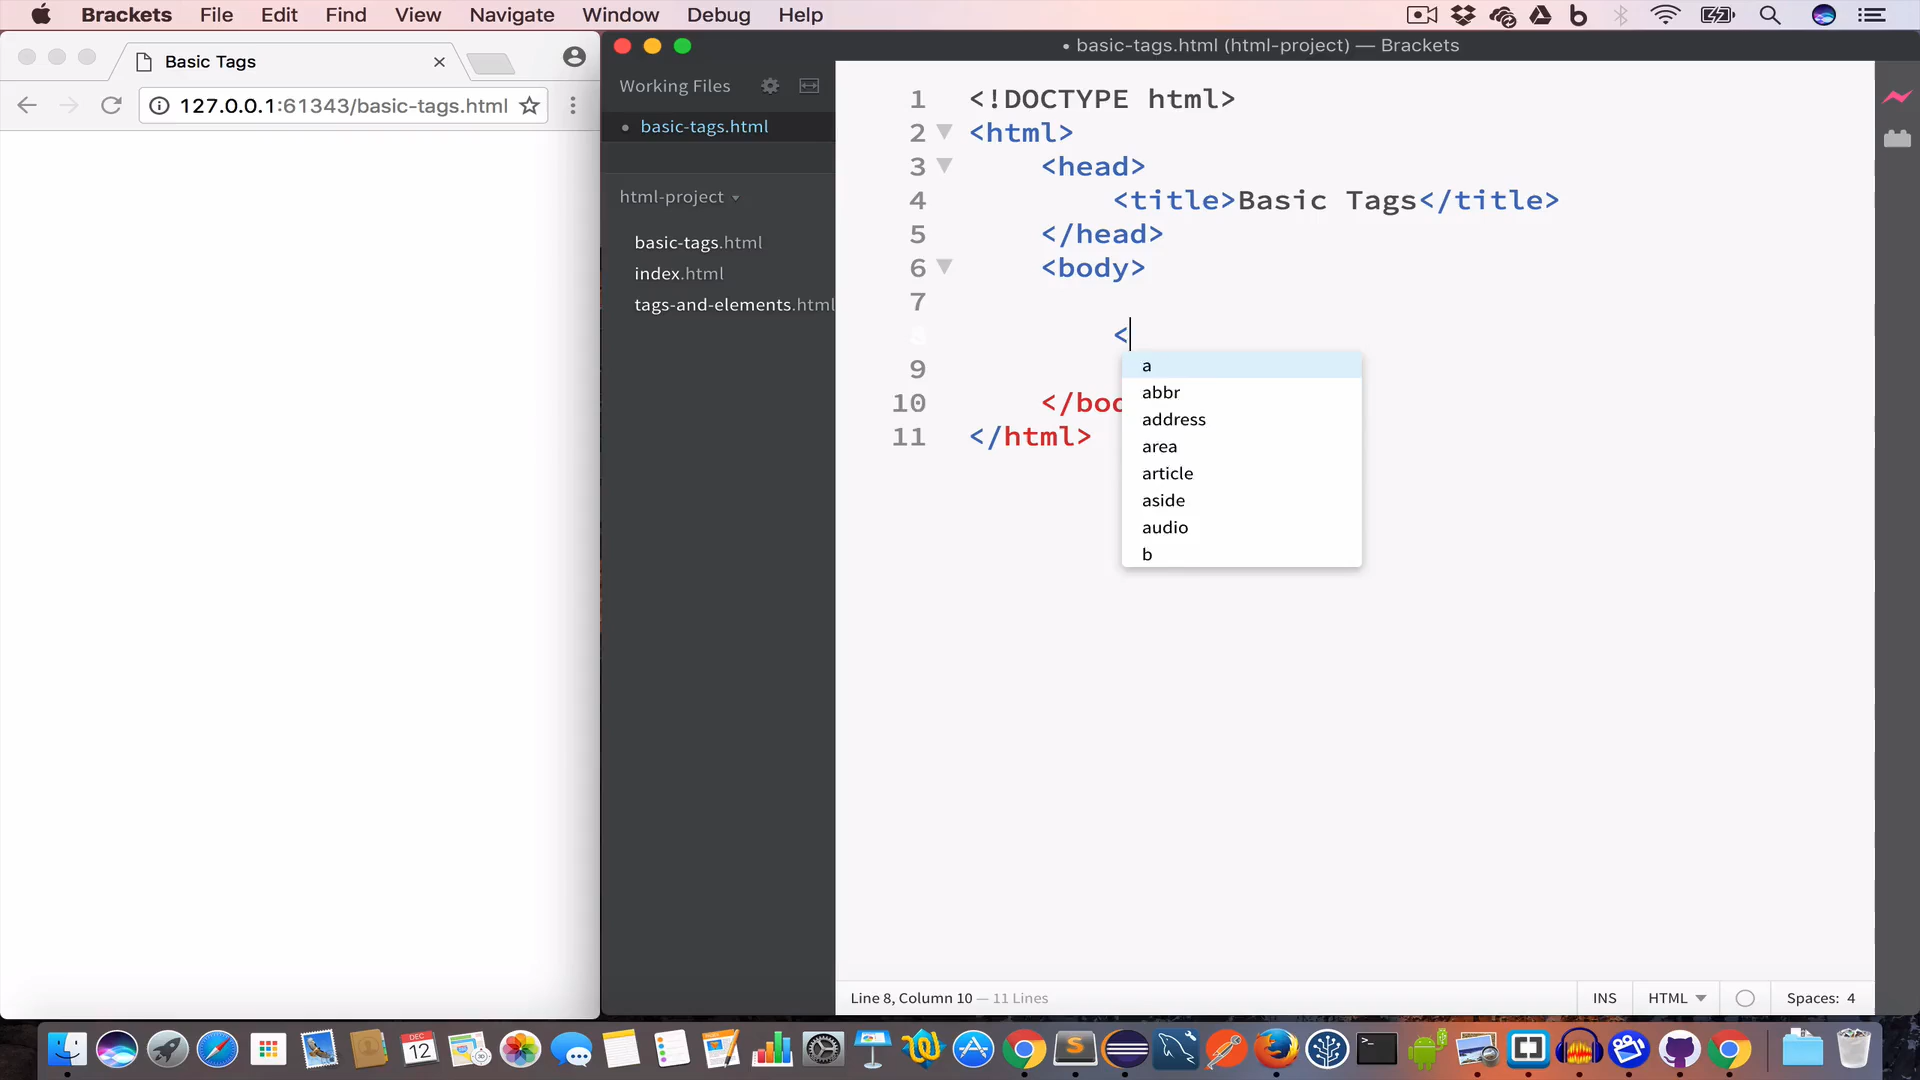 Brackets File Edit Find View Navigate Window Debug Help
Basic Tags
127.0.0.1:61343/basic-tags.html
• basic-tags.html (html-project) — Brackets
Working Files
• basic-tags.html
html-project
basic-tags.html
index.html
tags-and-elements.html
1 <!DOCTYPE html>
2 <html>
3 <head>
4 <title>Basic Tags</title>
5 </head>
6 <body>
7
8 <
9
10 </bod
11 </html>
a
abbr
address
area
article
aside
audio
b
Line 8, Column 10 — 11 Lines
INS HTML Spaces: 4
DEC
12